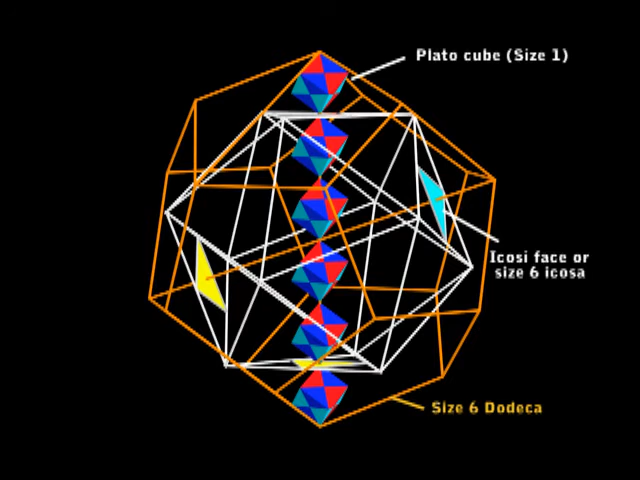 Plato cube (Size 1)
Icosi face or
size 6 icosa
Size 6 Dodeca